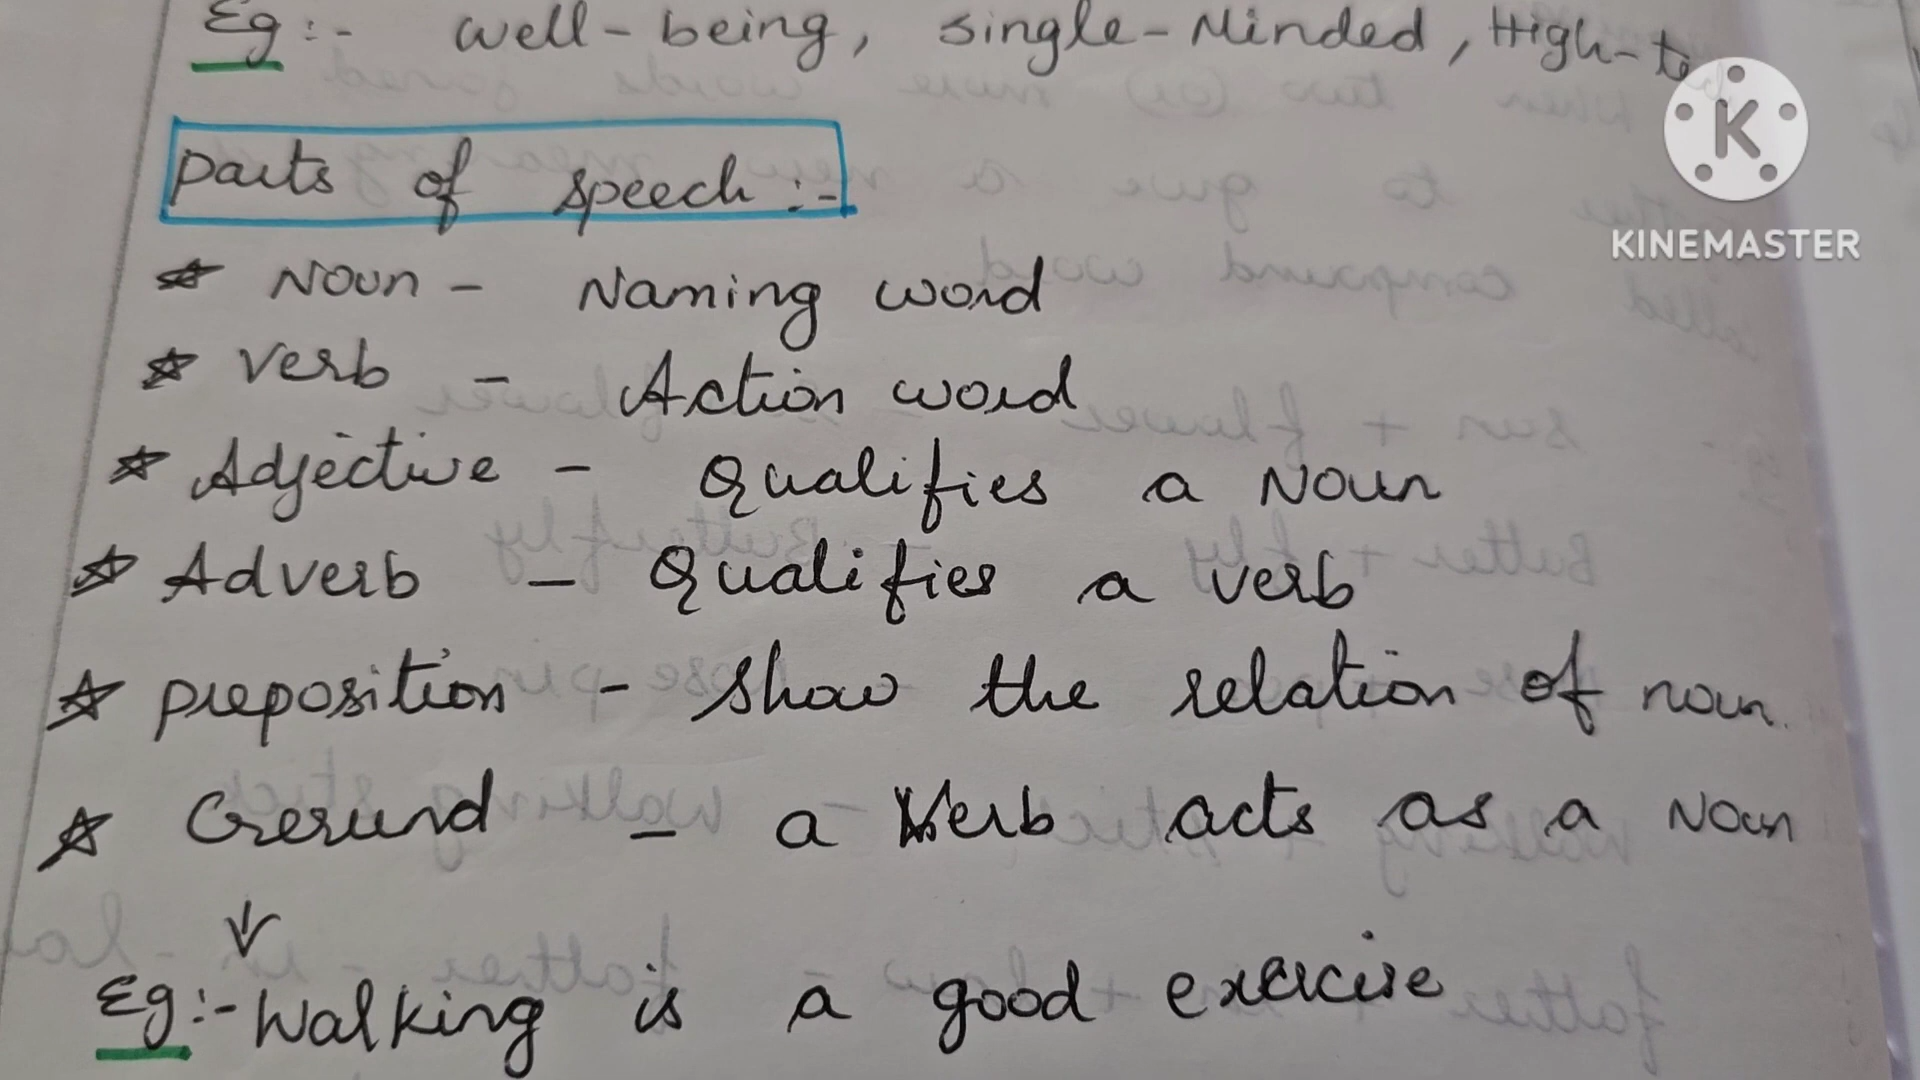 Eg :- well-being, single-Minded, High-te
KINEMASTER
parts of speech :-
Noun - Naming word
Verb - Action word
Adjective - Qualifies a Noun
Adverb - Qualifies a verb
preposition - show the relation of noun.
Gerund - a Verb acts as a Noun
Eg :- Walking is a good exercise